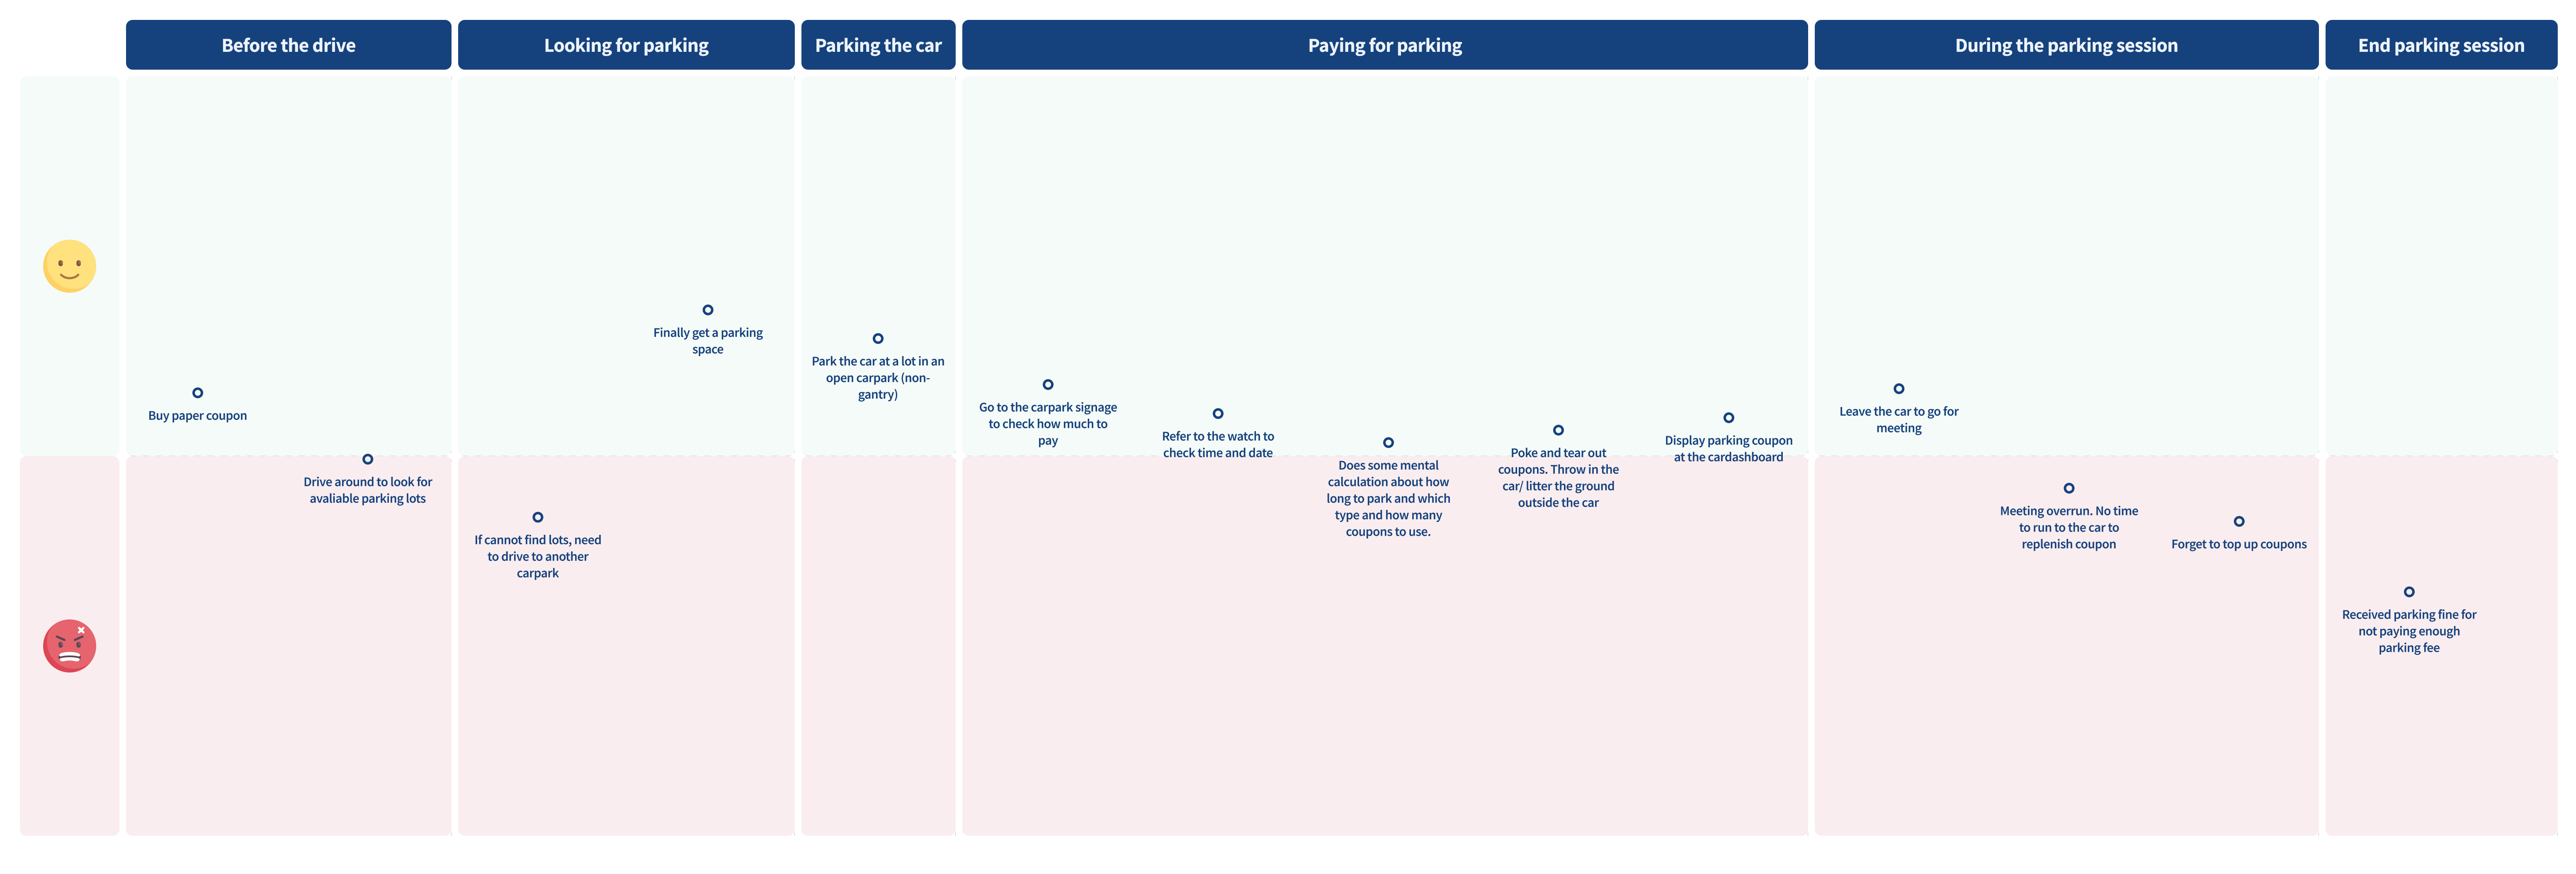 Before the drive
Looking for parking
Parking the car
Paying for parking
During the parking session
End parking session
Buy paper coupon
Drive around to look for
avaliable parking lots
If cannot find lots, need
to drive to another
carpark
Finally get a parking
space
Park the car at a lot in an
open carpark (non-
gantry)
Go to the carpark signage
to check how much to
pay
Refer to the watch to
check time and date
Does some mental
calculation about how
long to park and which
type and how many
coupons to use.
Poke and tear out
coupons. Throw in the
car/ litter the ground
outside the car
Display parking coupon
at the cardashboard
Leave the car to go for
meeting
Meeting overrun. No time
to run to the car to
replenish coupon
Forget to top up coupons
Received parking fine for
not paying enough
parking fee